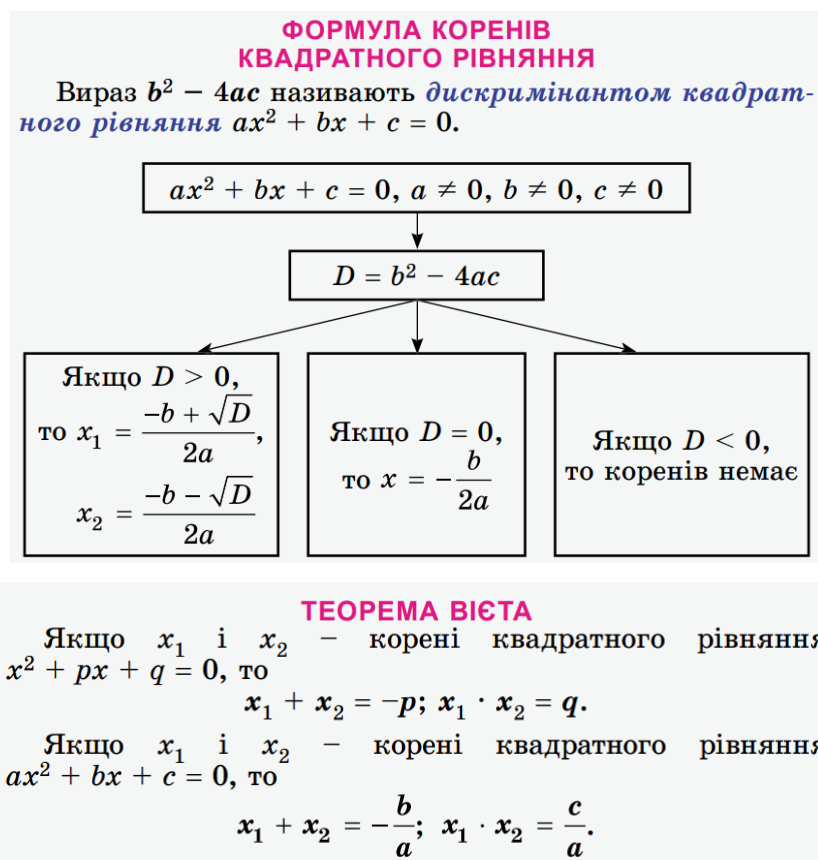 ФОРМУЛА КОРЕНІВ
КВАДРАТНОГО РІВНЯННЯ
Вираз b² − 4ac називають дискримінантом квадрат-
ного рівняння ax² + bx + c = 0.
ax² + bx + c = 0, a ≠ 0, b ≠ 0, c ≠ 0
D = b² − 4ac
Якщо D > 0,
то x₁ = (−b + √D)/2a,
x₂ = (−b − √D)/2a
Якщо D = 0,
то x = −b/2a
Якщо D < 0,
то коренів немає
ТЕОРЕМА ВІЄТА
Якщо x₁ і x₂ – корені квадратного рівняння
x² + px + q = 0, то
x₁ + x₂ = −p; x₁ · x₂ = q.
Якщо x₁ і x₂ – корені квадратного рівняння
ax² + bx + c = 0, то
x₁ + x₂ = −b/a; x₁ · x₂ = c/a.